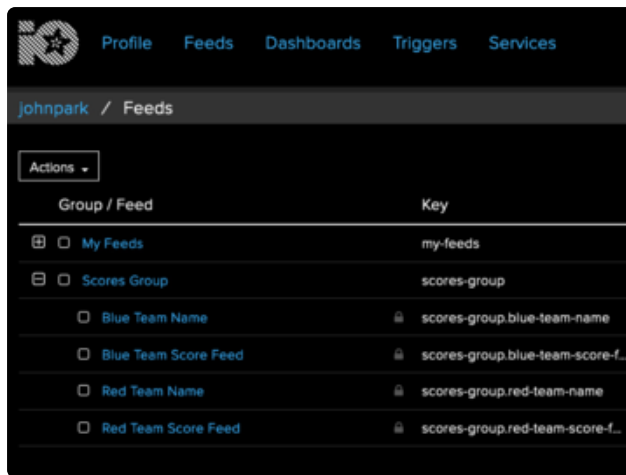 iO Profile Feeds Dashboards Triggers Services
johnpark / Feeds
Actions
Group / Feed Key
My Feeds my-feeds
Scores Group scores-group
Blue Team Name scores-group.blue-team-name
Blue Team Score Feed scores-group.blue-team-score-f...
Red Team Name scores-group.red-team-name
Red Team Score Feed scores-group.red-team-score-f...